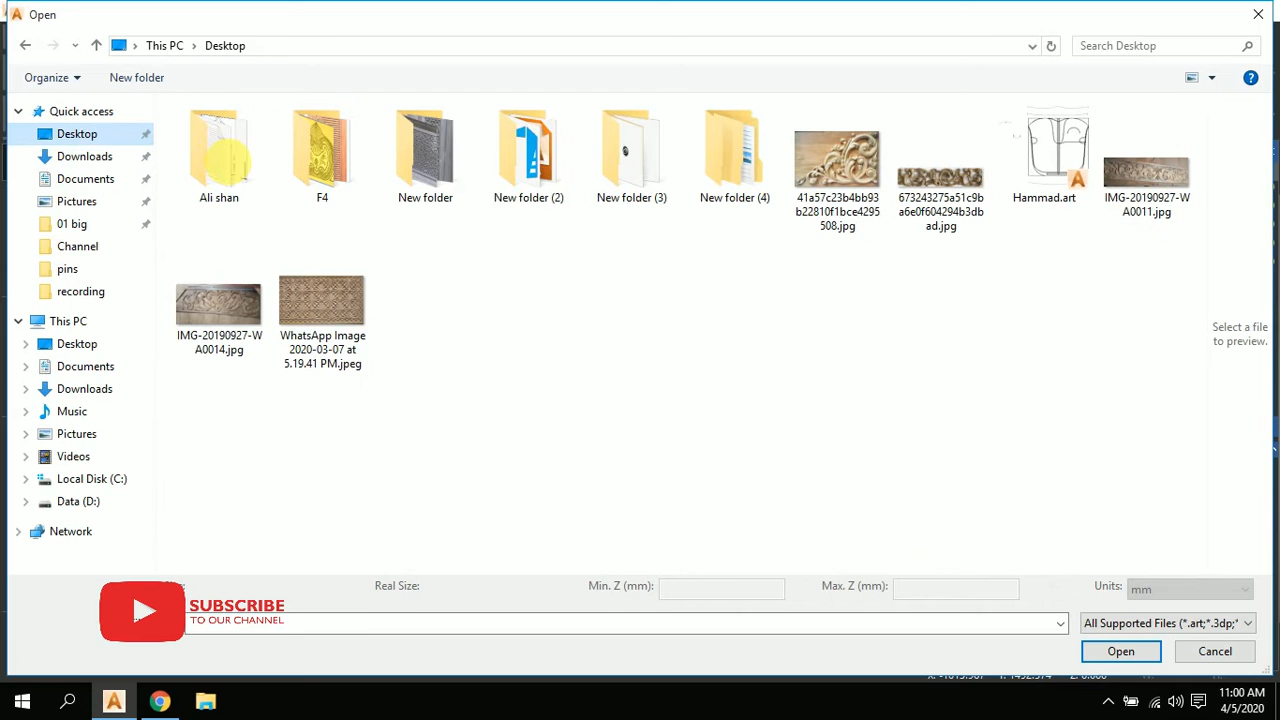 Open
This PC
Desktop
Search Desktop
Organize
New folder
Quick access
Desktop
Downloads
Documents
Pictures
01 big
Channel
pins
recording
This PC
Desktop
Documents
Downloads
Music
Pictures
Videos
Local Disk (C:)
Data (D:)
Network
Ali shan
F4
New folder
New folder (2)
New folder (3)
New folder (4)
41a57c23b4bb93
b22810f1bce4295
508.jpg
673243275a51c9b
a6e0f604294b3db
ad.jpg
Hammad.art
IMG-20190927-W
A0011.jpg
IMG-20190927-W
A0014.jpg
WhatsApp Image
2020-03-07 at
5.19.41 PM.jpeg
Select a file
to preview.
Real Size:
Min. Z (mm):
Max. Z (mm):
Units:
mm
SUBSCRIBE
TO OUR CHANNEL
All Supported Files (*.art;*.3dp;*
Open
Cancel
11:00 AM
4/5/2020